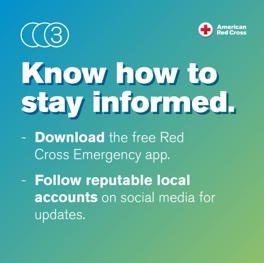 3
American
Red Cross
Know how to
stay informed.
- Download the free Red
Cross Emergency app.
- Follow reputable local
accounts on social media for
updates.